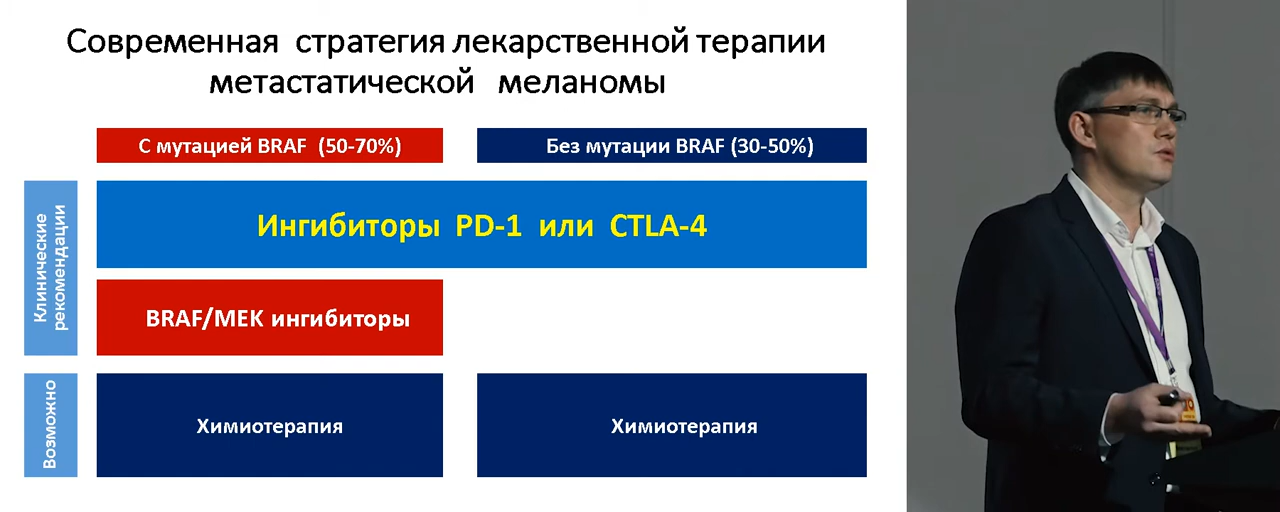 Современная стратегия лекарственной терапии
метастатической меланомы
С мутацией BRAF (50-70%)
Без мутации BRAF (30-50%)
Клинические
рекомендации
Ингибиторы PD-1 или CTLA-4
BRAF/MEK ингибиторы
Возможно
Химиотерапия
Химиотерапия